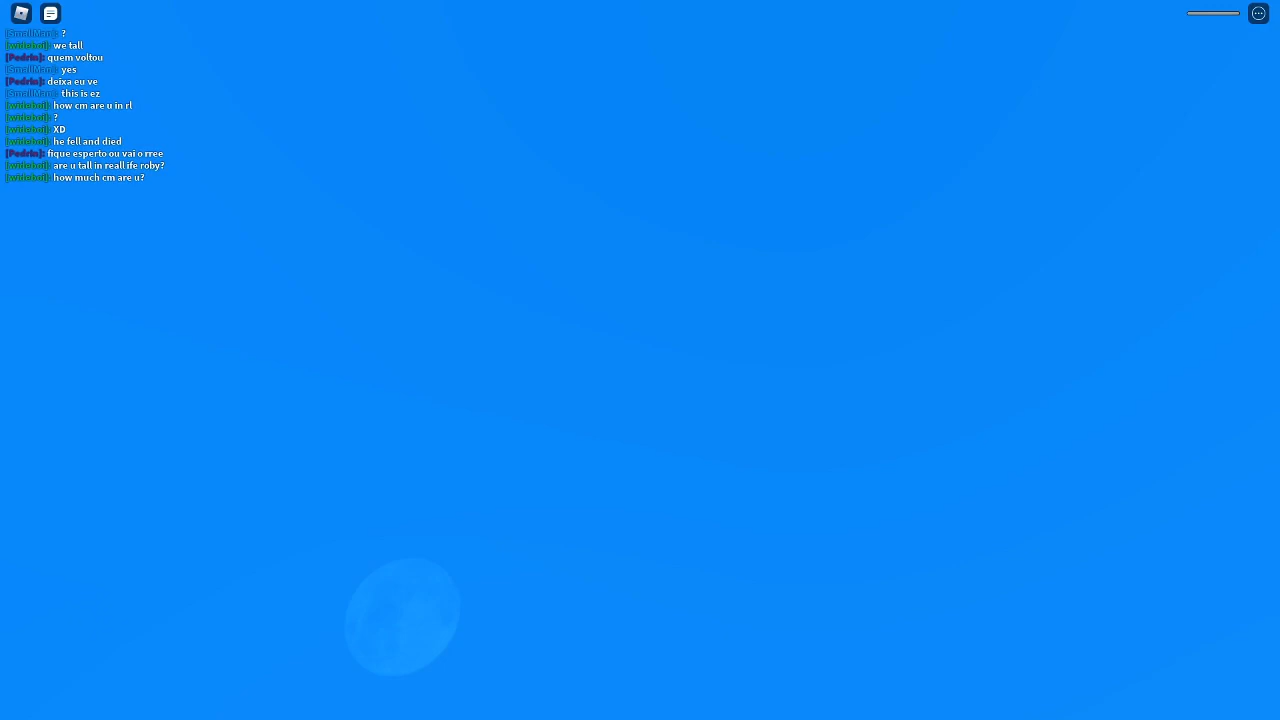 [SmallMan]: ?
[wideboi]: we tall
[Pedrin]: quem voltou
[SmallMan]: yes
[Pedrin]: deixa eu ve
[SmallMan]: this is ez
[wideboi]: how cm are u in rl
[wideboi]: ?
[wideboi]: XD
[wideboi]: he fell and died
[Pedrin]: fique esperto ou vai o rree
[wideboi]: are u tall in reall ife roby?
[wideboi]: how much cm are u?